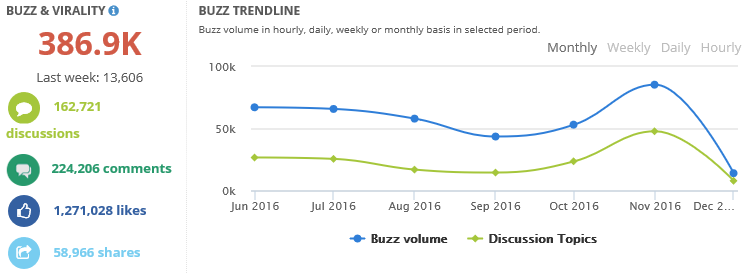 BUZZ & VIRALITY
386.9K
Last week: 13,606
162,721
discussions
224,206 comments
1,271,028 likes
58,966 shares
BUZZ TRENDLINE
Buzz volume in hourly, daily, weekly or monthly basis in selected period.
Monthly Weekly Daily Hourly
100k
50k
0k
Jun 2016 Jul 2016 Aug 2016 Sep 2016 Oct 2016 Nov 2016 Dec 2...
Buzz volume Discussion Topics